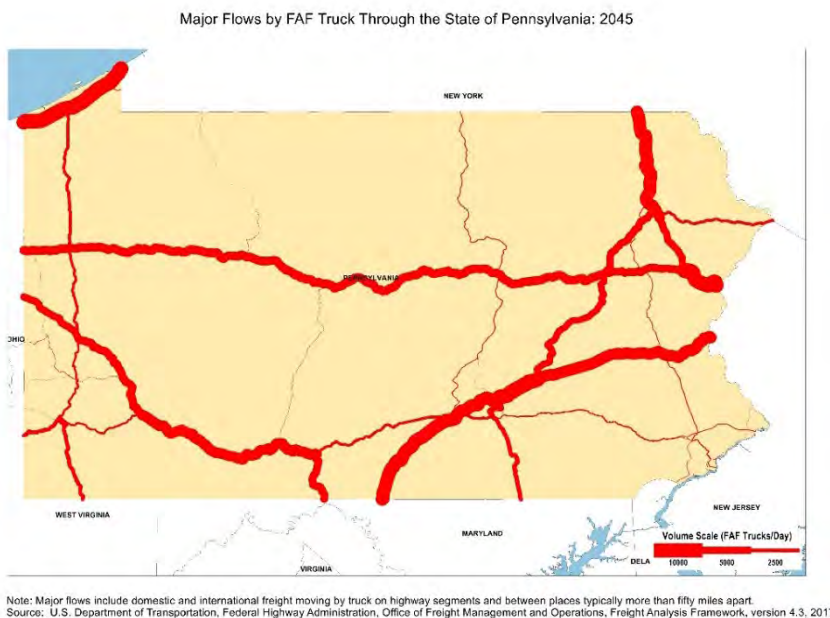 Major Flows by FAF Truck Through the State of Pennsylvania: 2045
NEW YORK
PENNSYLVANIA
OHIO
WEST VIRGINIA
NEW JERSEY
MARYLAND
Volume Scale (FAF Trucks/Day)
DELA
10000 5000 2500
VIRGINIA
Note: Major flows include domestic and international freight moving by truck on highway segments and between places typically more than fifty miles apart.
Source: U.S. Department of Transportation, Federal Highway Administration, Office of Freight Management and Operations, Freight Analysis Framework, version 4.3, 2017